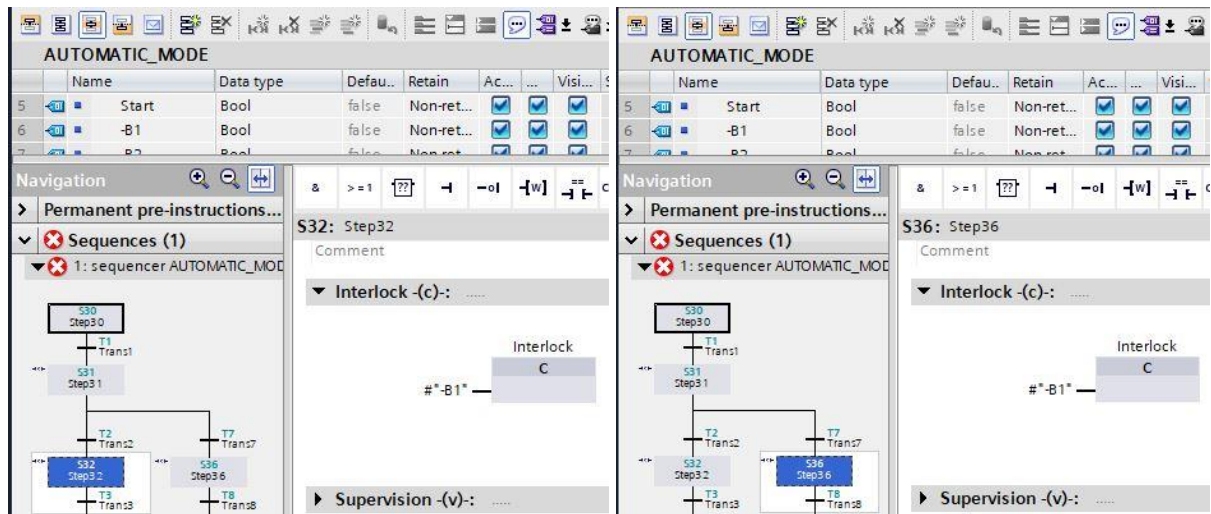 AUTOMATIC_MODE
Name Data type Defau.. Retain Ac... ... Visi...
5 Start Bool false Non-ret...
6 -B1 Bool false Non-ret...
Navigation
& >=1 ?? -ol [w] ==
Permanent pre-instructions...
S32: Step32
Sequences (1)
Comment
1: sequencer AUTOMATIC_MOD
Interlock -(c)-: .....
S30
Step30
T1
Trans1
Interlock
C
S31
Step31
#"-B1"
T2
Trans2
T7
Trans7
S32
Step32
S36
Step36
T3
Trans3
T8
Trans8
Supervision -(v)-: .....
AUTOMATIC_MODE
Name Data type Defau.. Retain Ac... ... Visi...
5 Start Bool false Non-ret...
6 -B1 Bool false Non-ret...
Navigation
& >=1 ?? -ol [w] ==
Permanent pre-instructions...
S36: Step36
Sequences (1)
Comment
1: sequencer AUTOMATIC_MOD
Interlock -(c)-: .....
S30
Step30
T1
Trans1
Interlock
C
S31
Step31
#"-B1"
T2
Trans2
T7
Trans7
S32
Step32
S36
Step36
T3
Trans3
T8
Trans8
Supervision -(v)-: .....